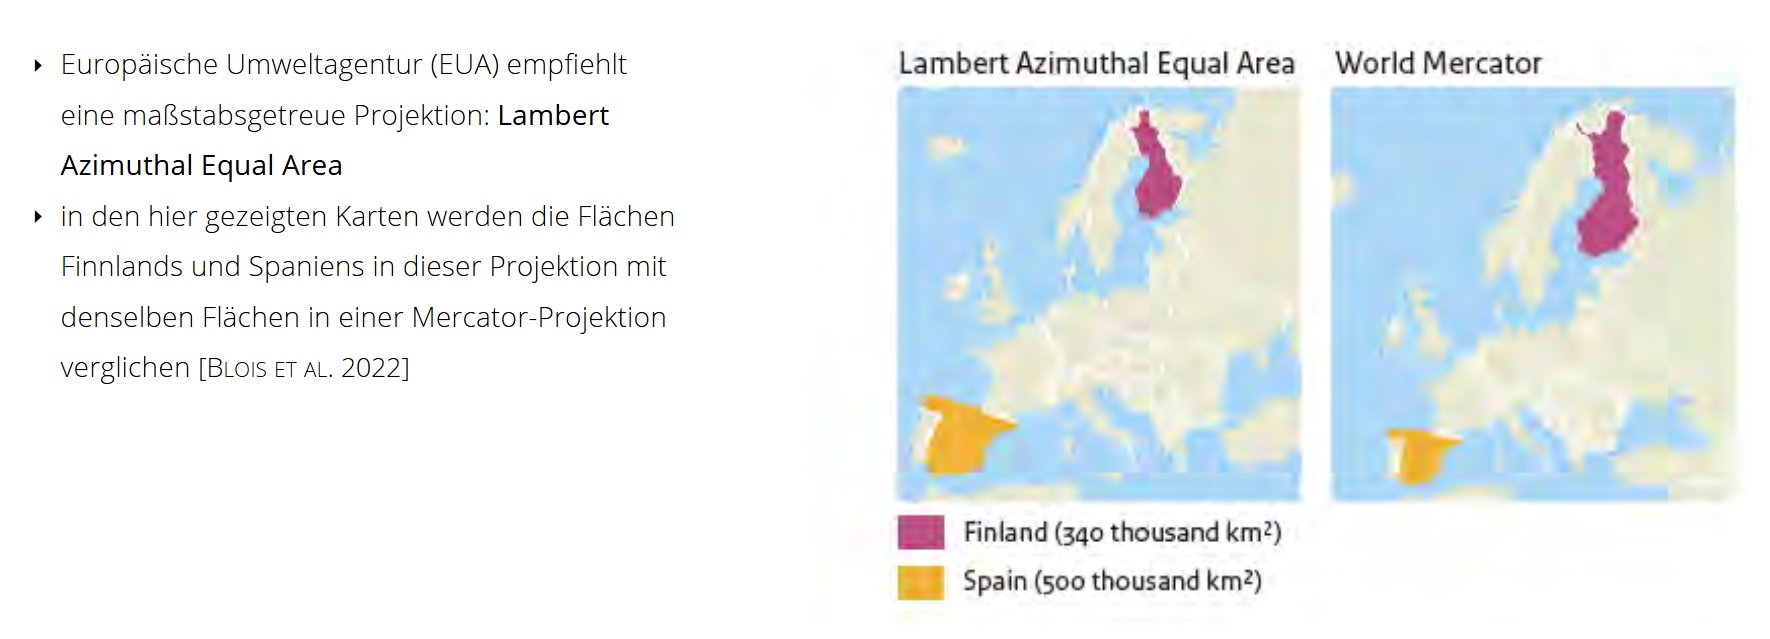 Europäische Umweltagentur (EUA) empfiehlt
eine maßstabsgetreue Projektion: Lambert
Azimuthal Equal Area
in den hier gezeigten Karten werden die Flächen
Finnlands und Spaniens in dieser Projektion mit
denselben Flächen in einer Mercator-Projektion
verglichen [BLOIS ET AL. 2022]
Lambert Azimuthal Equal Area
World Mercator
Finland (340 thousand km²)
Spain (500 thousand km²)